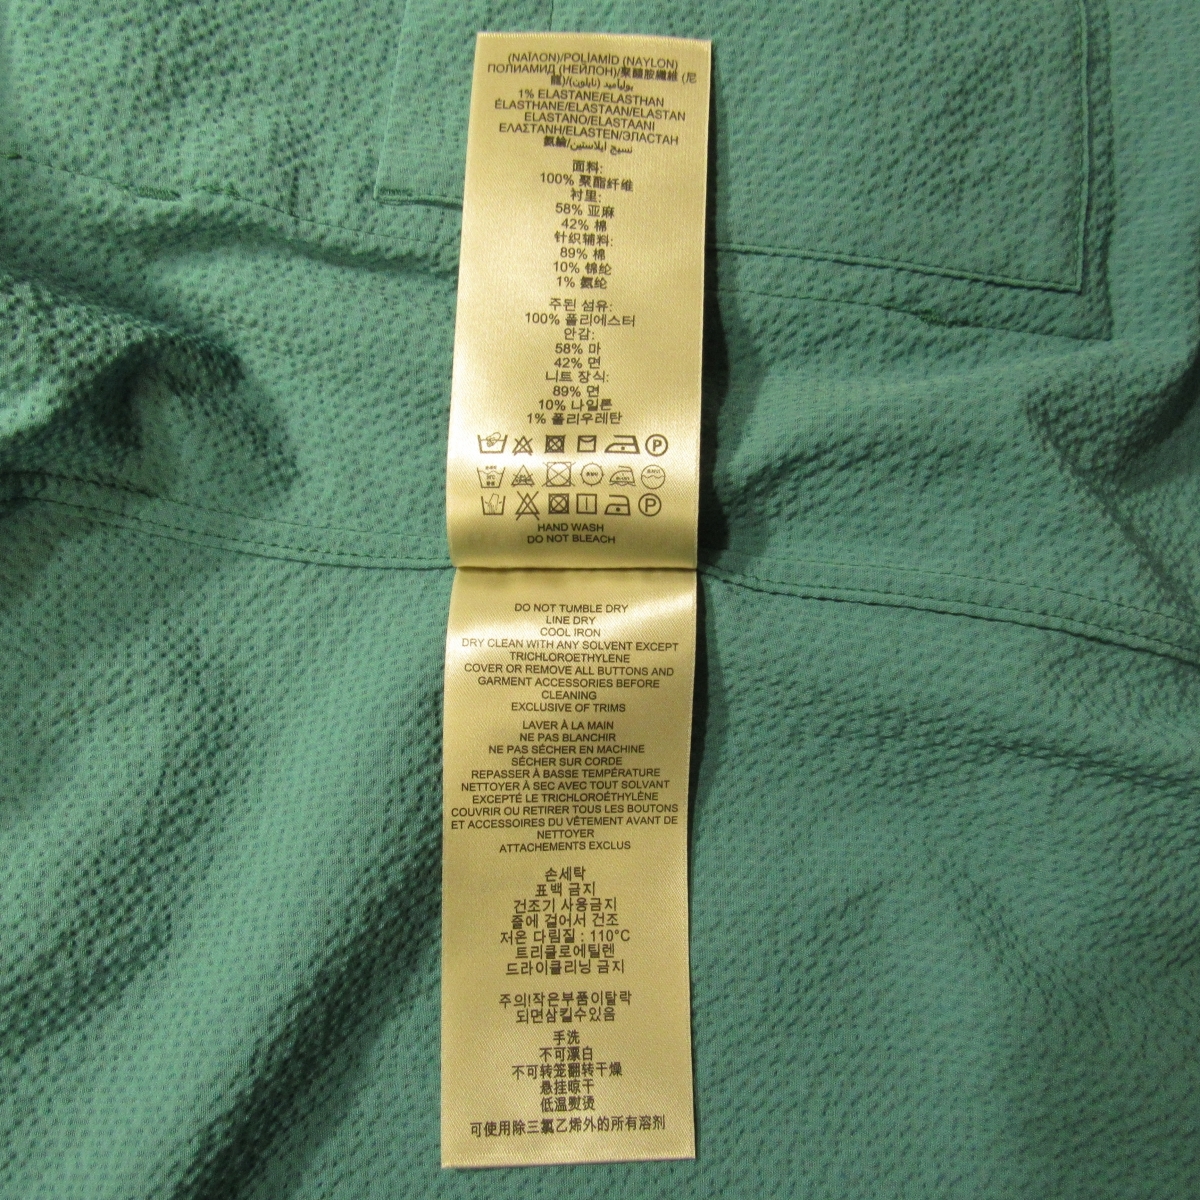 (ΝΑΪΛΟΝ)/POLİAMİD (NAYLON)
ПОЛИАМИД (НЕЙЛОН)/聚醯胺纖維 (尼
龍)/بولياميد (نايلون)
1% ELASTANE/ELASTHAN
ÉLASTHANE/ELASTAAN/ELASTAN
ELASTANO/ELASTAANI
ΕΛΑΣΤΑΝΗ/ELASTEN/ЭЛАСТАН
氨綸/نسيج ايلاستين
面料:
100% 聚酯纤维
衬里:
58% 亚麻
42% 棉
针织辅料:
89% 棉
10% 锦纶
1% 氨纶
주된 섬유:
100% 폴리에스터
안감:
58% 마
42% 면
니트 장식:
89% 면
10% 나일론
1% 폴리우레탄
HAND WASH
DO NOT BLEACH
DO NOT TUMBLE DRY
LINE DRY
COOL IRON
DRY CLEAN WITH ANY SOLVENT EXCEPT
TRICHLOROETHYLENE
COVER OR REMOVE ALL BUTTONS AND
GARMENT ACCESSORIES BEFORE
CLEANING
EXCLUSIVE OF TRIMS
LAVER À LA MAIN
NE PAS BLANCHIR
NE PAS SÉCHER EN MACHINE
SÉCHER SUR CORDE
REPASSER À BASSE TEMPÉRATURE
NETTOYER À SEC AVEC TOUT SOLVANT
EXCEPTÉ LE TRICHLOROÉTHYLÈNE
COUVRIR OU RETIRER TOUS LES BOUTONS
ET ACCESSOIRES DU VÊTEMENT AVANT DE
NETTOYER
ATTACHEMENTS EXCLUS
손세탁
표백 금지
건조기 사용금지
줄에 걸어서 건조
저온 다림질 : 110°C
트리클로에틸렌
드라이클리닝 금지
주의!작은부품이탈락
되면삼킬수있음
手洗
不可漂白
不可转笼翻转干燥
悬挂晾干
低温熨烫
可使用除三氯乙烯外的所有溶剂